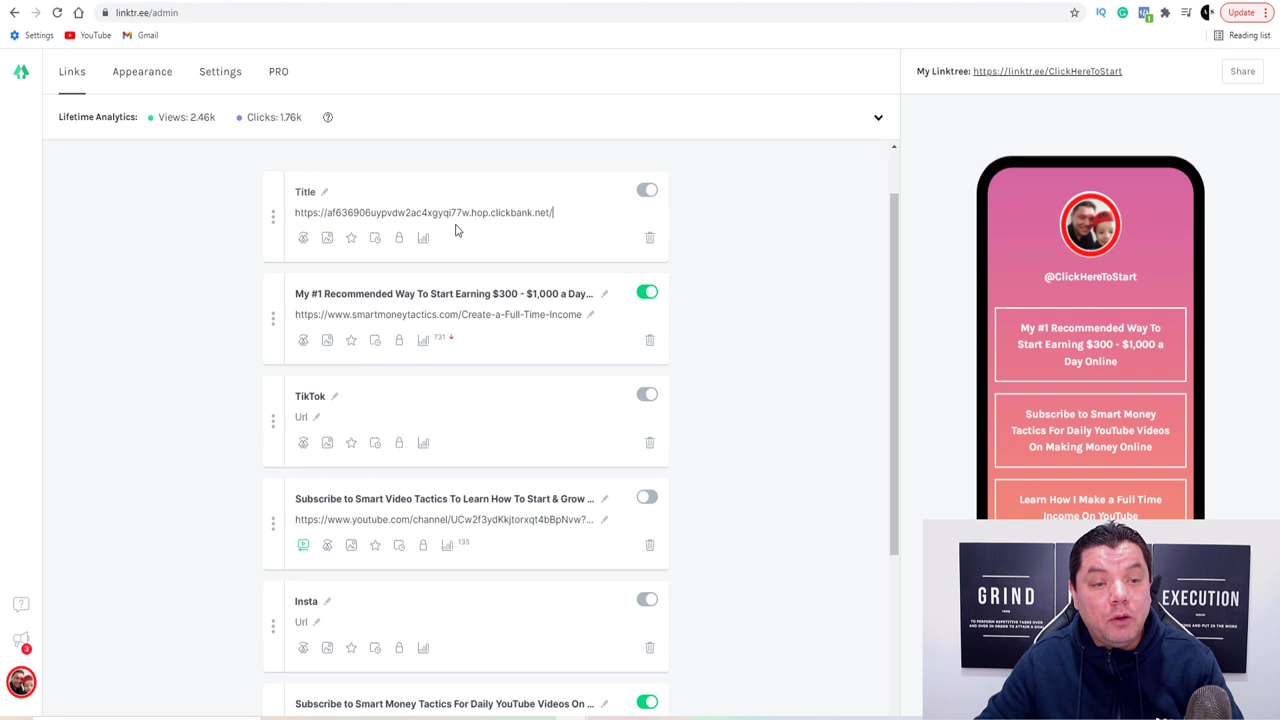 linktr.ee/admin
Update
Settings
YouTube
Gmail
Reading list
Links
Appearance
Settings
PRO
My Linktree: https://linktr.ee/ClickHereToStart
Share
Lifetime Analytics:
Views: 2.46k
Clicks: 1.76k
Title
https://af636906uypvdw2ac4xgyqi77w.hop.clickbank.net/
My #1 Recommended Way To Start Earning $300 - $1,000 a Day...
https://www.smartmoneytactics.com/Create-a-Full-Time-Income
731
TikTok
Url
Subscribe to Smart Video Tactics To Learn How To Start & Grow ...
https://www.youtube.com/channel/UCw2f3ydKkjtorxqt4bBpNvw?...
135
Insta
Url
Subscribe to Smart Money Tactics For Daily YouTube Videos On ...
3
@ClickHereToStart
My #1 Recommended Way To
Start Earning $300 - $1,000 a
Day Online
Subscribe to Smart Money
Tactics For Daily YouTube Videos
On Making Money Online
Learn How I Make a Full Time
Income On YouTube
GRIND
EXECUTION